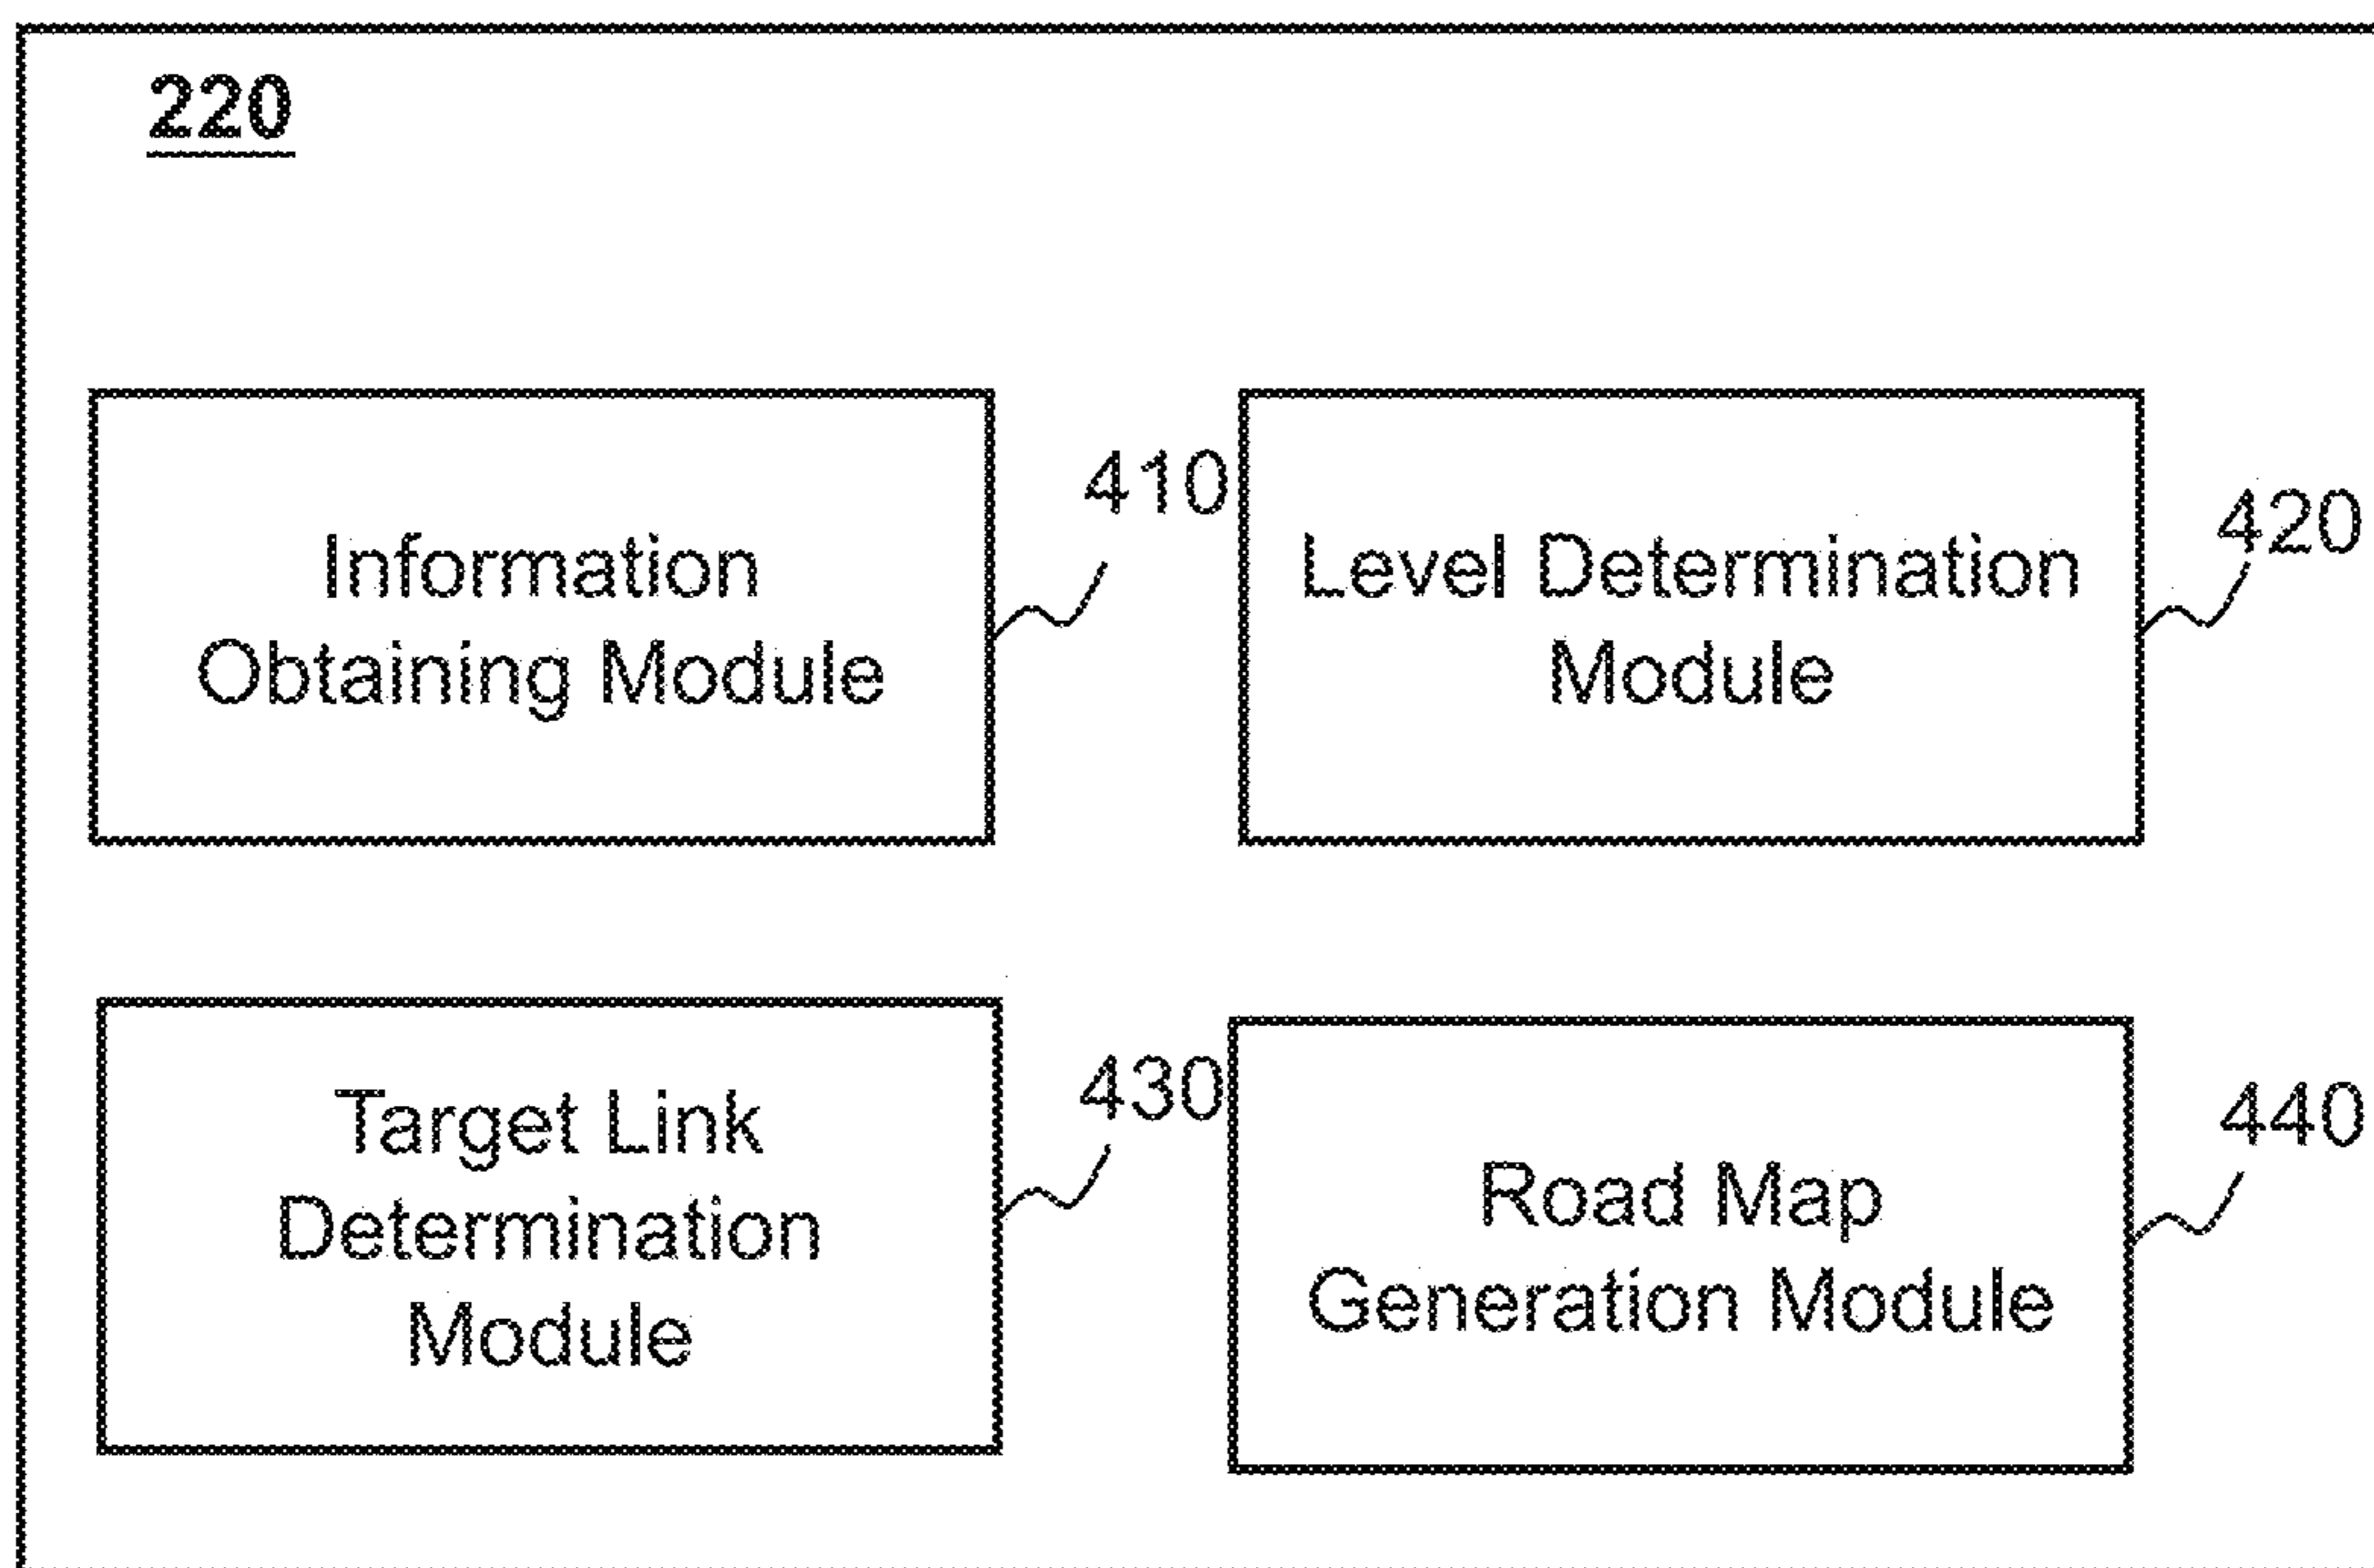 220
Information
Obtaining Module
410
Level Determination
Module
420
Target Link
Determination
Module
430
Road Map
Generation Module
440